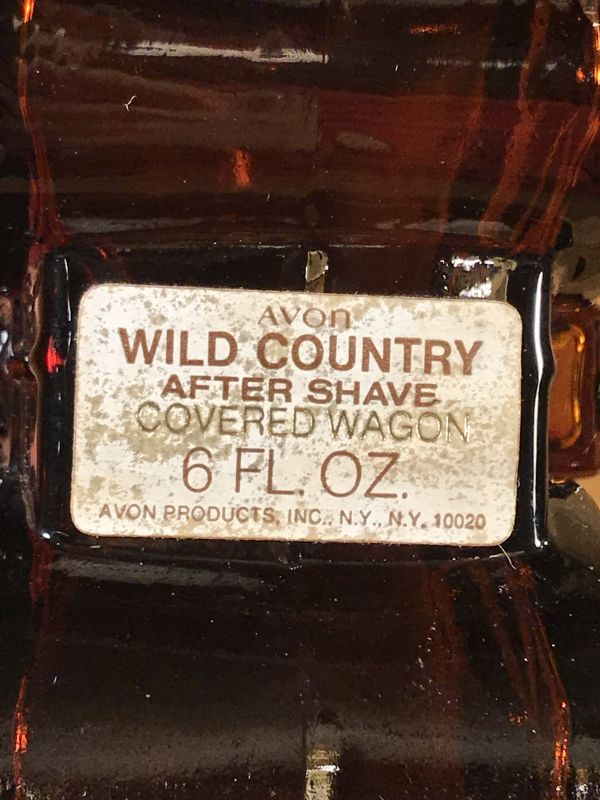 AVON
WILD COUNTRY
AFTER SHAVE
COVERED WAGON
6 FL. OZ.
AVON PRODUCTS, INC., N.Y., N.Y. 10020